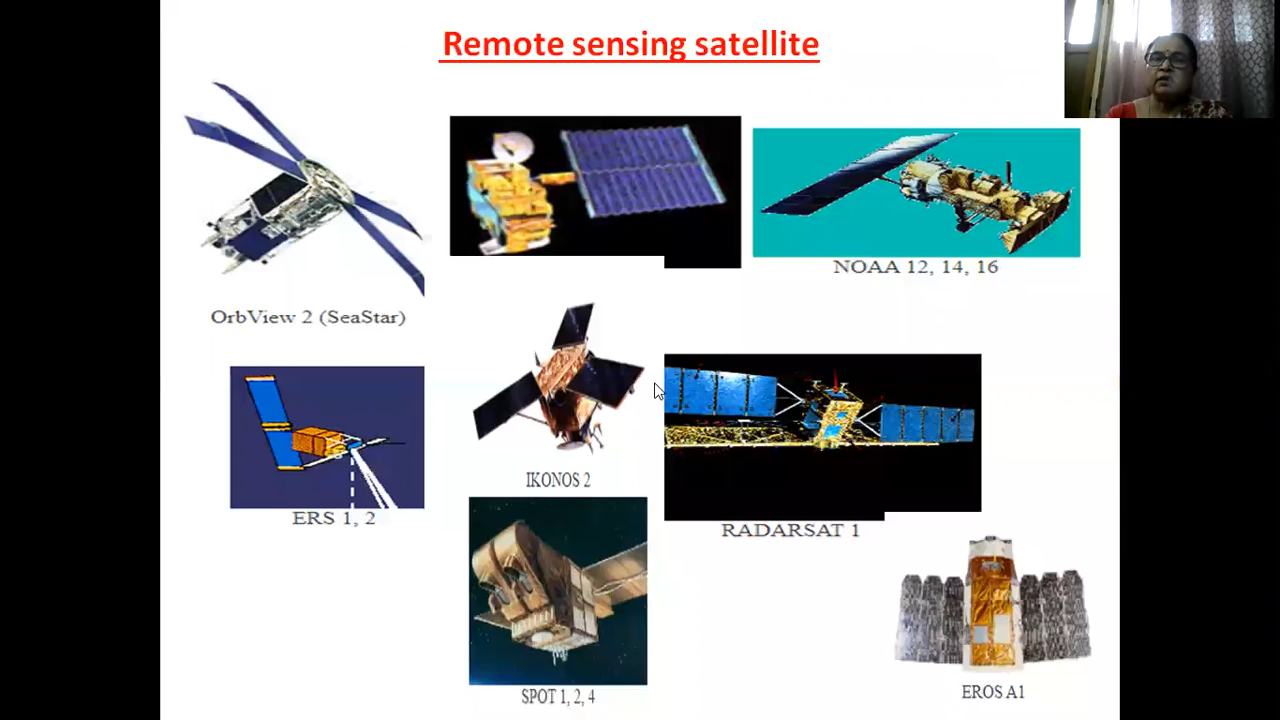 Remote sensing satellite
NOAA 12, 14, 16
OrbView 2 (SeaStar)
IKONOS 2
ERS 1, 2
RADARSAT 1
SPOT 1, 2, 4
EROS A1